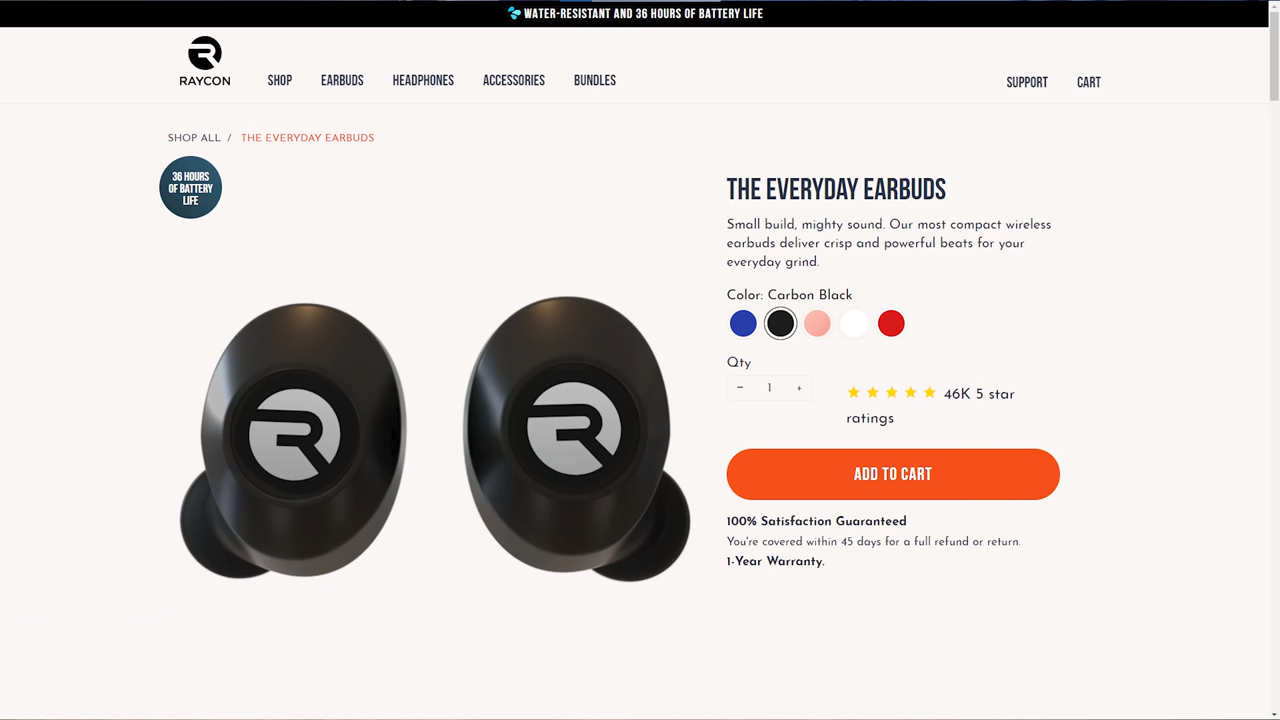 WATER-RESISTANT AND 36 HOURS OF BATTERY LIFE
RAYCON
SHOP
EARBUDS
HEADPHONES
ACCESSORIES
BUNDLES
SUPPORT
CART
SHOP ALL / THE EVERYDAY EARBUDS
36 HOURS
OF BATTERY
LIFE
THE EVERYDAY EARBUDS
Small build, mighty sound. Our most compact wireless
earbuds deliver crisp and powerful beats for your
everyday grind.
Color: Carbon Black
Qty
− 1 +
46K 5 star
ratings
ADD TO CART
100% Satisfaction Guaranteed
You're covered within 45 days for a full refund or return.
1-Year Warranty.